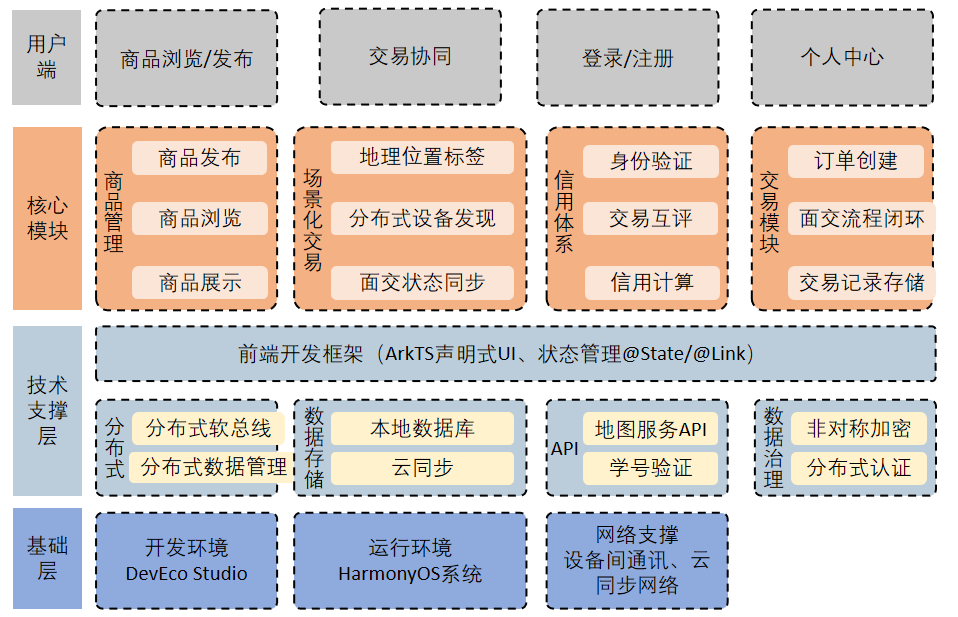 用户
端
商品浏览/发布
交易协同
登录/注册
个人中心
核心
模块
商品管理
商品发布
商品浏览
商品展示
场景化交易
地理位置标签
分布式设备发现
面交状态同步
信用体系
身份验证
交易互评
信用计算
交易模块
订单创建
面交流程闭环
交易记录存储
技术
支撑
层
前端开发框架（ArkTS声明式UI、状态管理@State/@Link）
分布式
分布式软总线
分布式数据管理
数据存储
本地数据库
云同步
API
地图服务API
学号验证
数据治理
非对称加密
分布式认证
基础
层
开发环境
DevEco Studio
运行环境
HarmonyOS系统
网络支撑
设备间通讯、云
同步网络